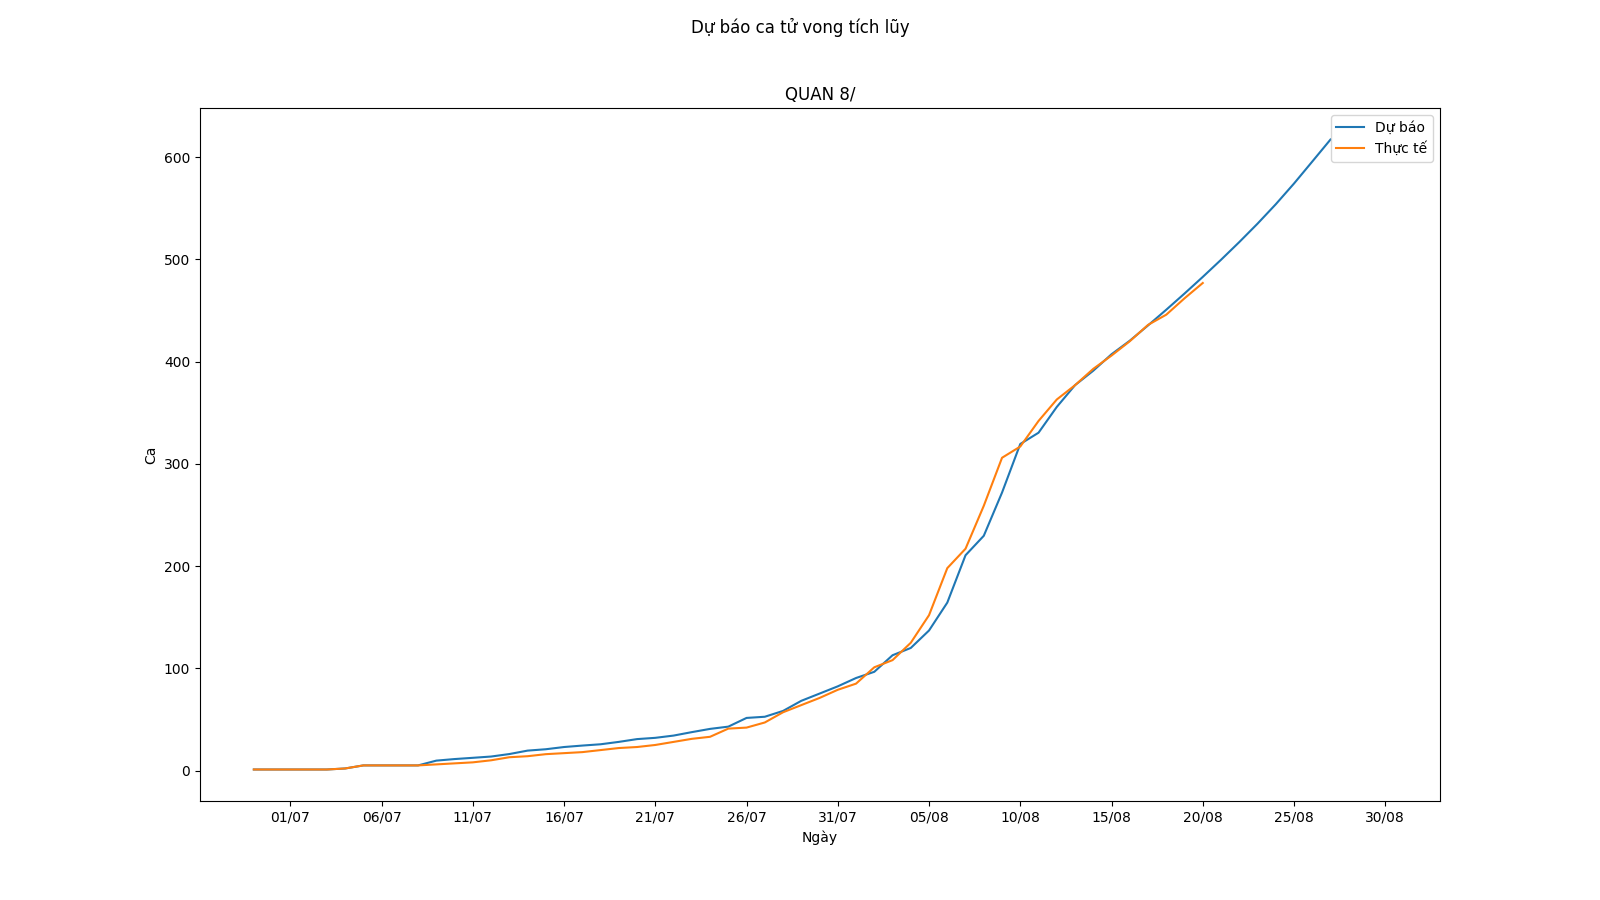 Dự báo ca tử vong tích lũy
QUAN 8/
Dự báo
Thực tế
600
500
400
300
200
100
0
Ca
01/07 06/07 11/07 16/07 21/07 26/07 31/07 05/08 10/08 15/08 20/08 25/08 30/08
Ngày